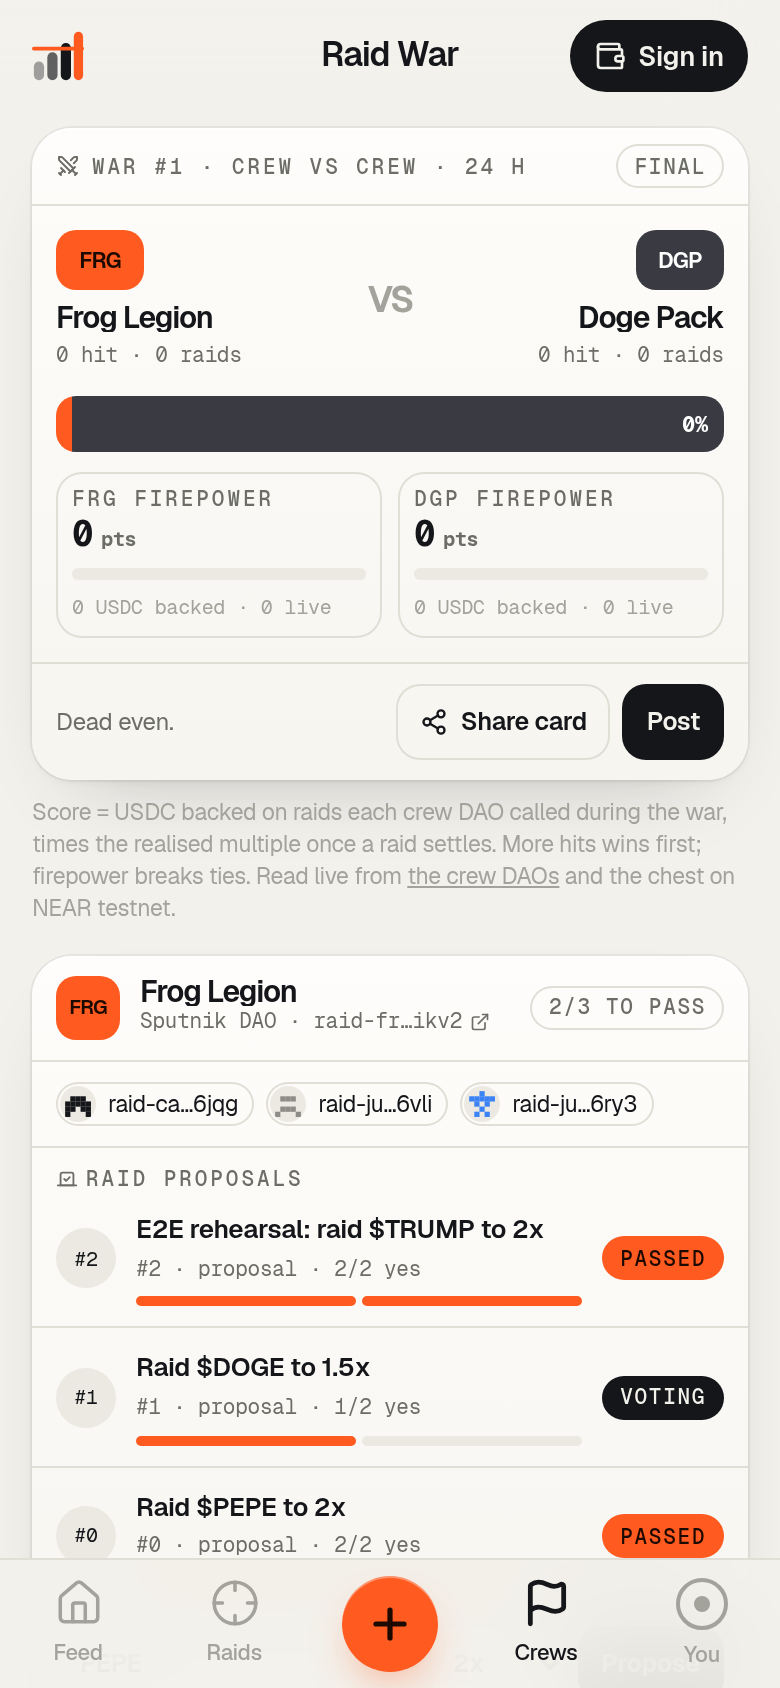 Raid War
Sign in
WAR #1 · CREW VS CREW · 24 H
FINAL
FRG
DGP
VS
Frog Legion
Doge Pack
0 hit · 0 raids
0 hit · 0 raids
0%
FRG FIREPOWER
0 pts
0 USDC backed · 0 live
DGP FIREPOWER
0 pts
0 USDC backed · 0 live
Dead even.
Share card
Post
Score = USDC backed on raids each crew DAO called during the war,
times the realised multiple once a raid settles. More hits wins first;
firepower breaks ties. Read live from the crew DAOs and the chest on
NEAR testnet.
FRG
Frog Legion
Sputnik DAO · raid-fr…ikv2
2/3 TO PASS
raid-ca…6jqg
raid-ju…6vli
raid-ju…6ry3
RAID PROPOSALS
#2
E2E rehearsal: raid $TRUMP to 2x
#2 · proposal · 2/2 yes
PASSED
#1
Raid $DOGE to 1.5x
#1 · proposal · 1/2 yes
VOTING
#0
Raid $PEPE to 2x
#0 · proposal · 2/2 yes
PASSED
PEPE
2x
Propose
Feed
Raids
Crews
You